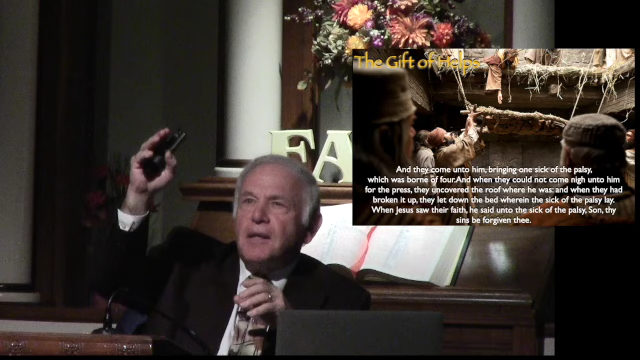 The Gift of Helps
FA
And they come unto him, bringing one sick of the palsy,
which was borne of four.And when they could not come nigh unto him
for the press, they uncovered the roof where he was: and when they had
broken it up, they let down the bed wherein the sick of the palsy lay.
When Jesus saw their faith, he said unto the sick of the palsy, Son, thy
sins be forgiven thee.